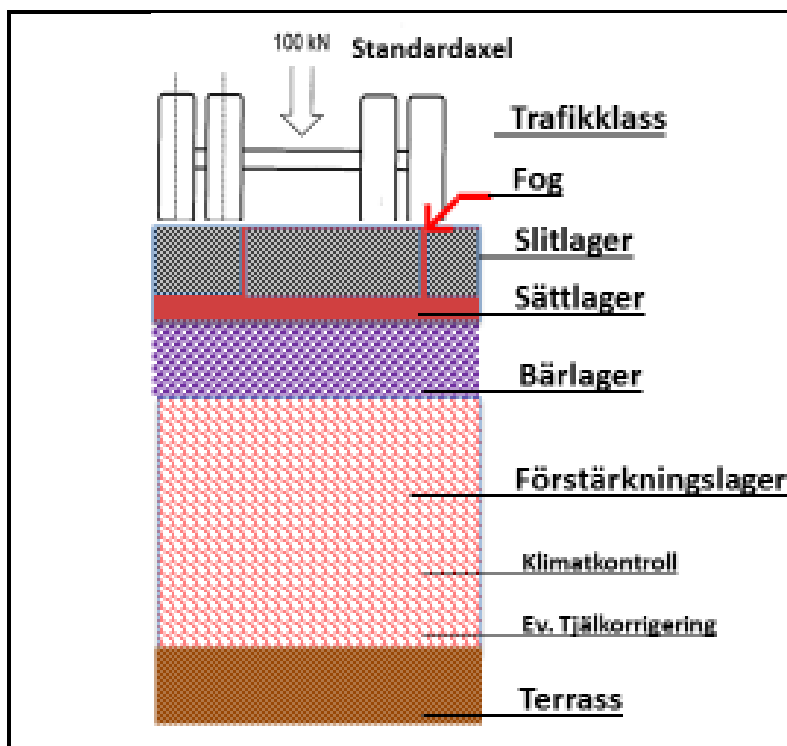 100 kN Standardaxel
Trafikklass
Fog
Slitlager
Sättlager
Bärlager
Förstärkningslager
Klimatkontroll
Ev. Tjälkorrigering
Terrass